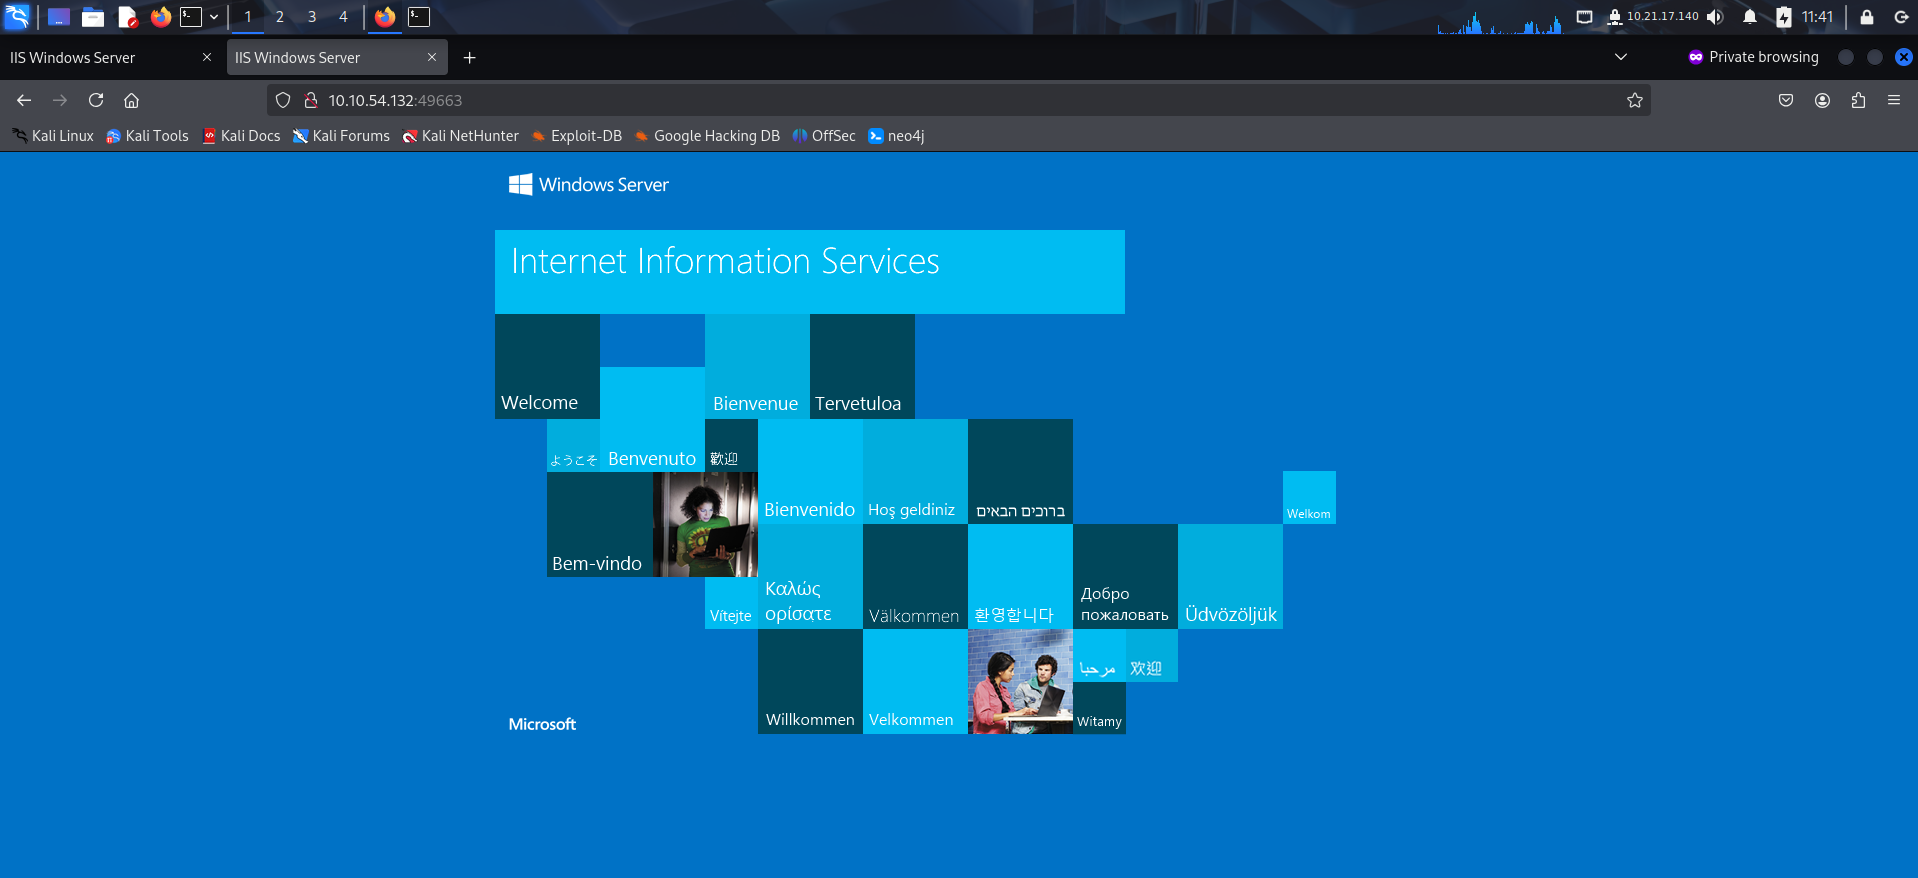 1 2 3 4 10.21.17.140 11:41
IIS Windows Server IIS Windows Server Private browsing
10.10.54.132:49663
Kali Linux Kali Tools Kali Docs Kali Forums Kali NetHunter Exploit-DB Google Hacking DB OffSec neo4j
Windows Server
Internet Information Services
Welcome
Bienvenue
Tervetuloa
ようこそ
Benvenuto
歡迎
Bienvenido
Hoş geldiniz
ברוכים הבאים
Welkom
Bem-vindo
Vítejte
Καλώς
ορίσατε
Välkommen
환영합니다
Добро
пожаловать
Üdvözöljük
Willkommen
Velkommen
مرحبا
欢迎
Witamy
Microsoft